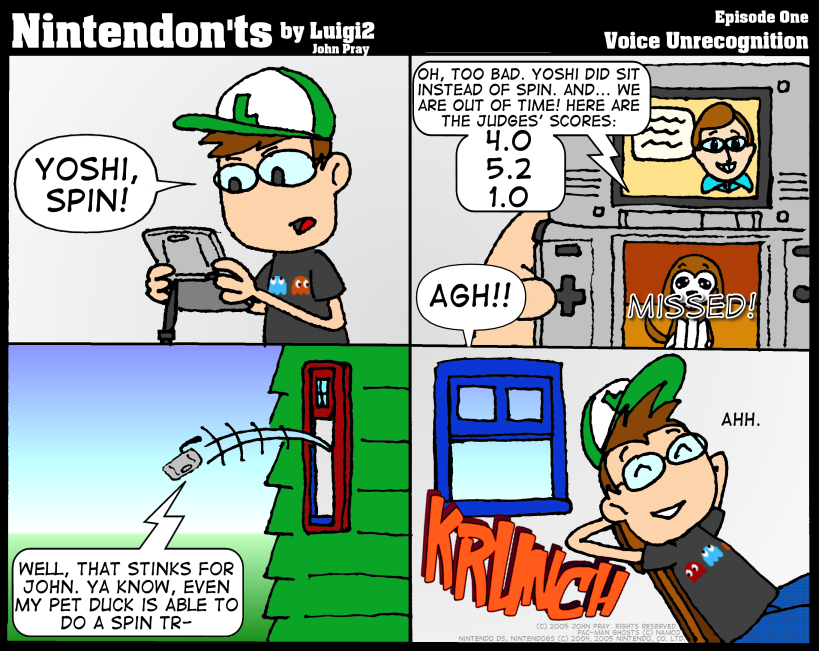 Nintendon'ts by Luigi2
John Pray
Episode One
Voice Unrecognition
YOSHI,
SPIN!
OH, TOO BAD. YOSHI DID SIT
INSTEAD OF SPIN. AND... WE
ARE OUT OF TIME! HERE ARE
THE JUDGES' SCORES:
4.0
5.2
1.0
AGH!!
MISSED!
WELL, THAT STINKS FOR
JOHN. YA KNOW, EVEN
MY PET DUCK IS ABLE TO
DO A SPIN TR-
AHH.
KRUNCH
(C) 2005 JOHN PRAY. RIGHTS RESERVED.
PAC-MAN GHOSTS (C) NAMCO
NINTENDO DS, NINTENDOGS (C) 2004, 2005 NINTENDO, CO. LTD